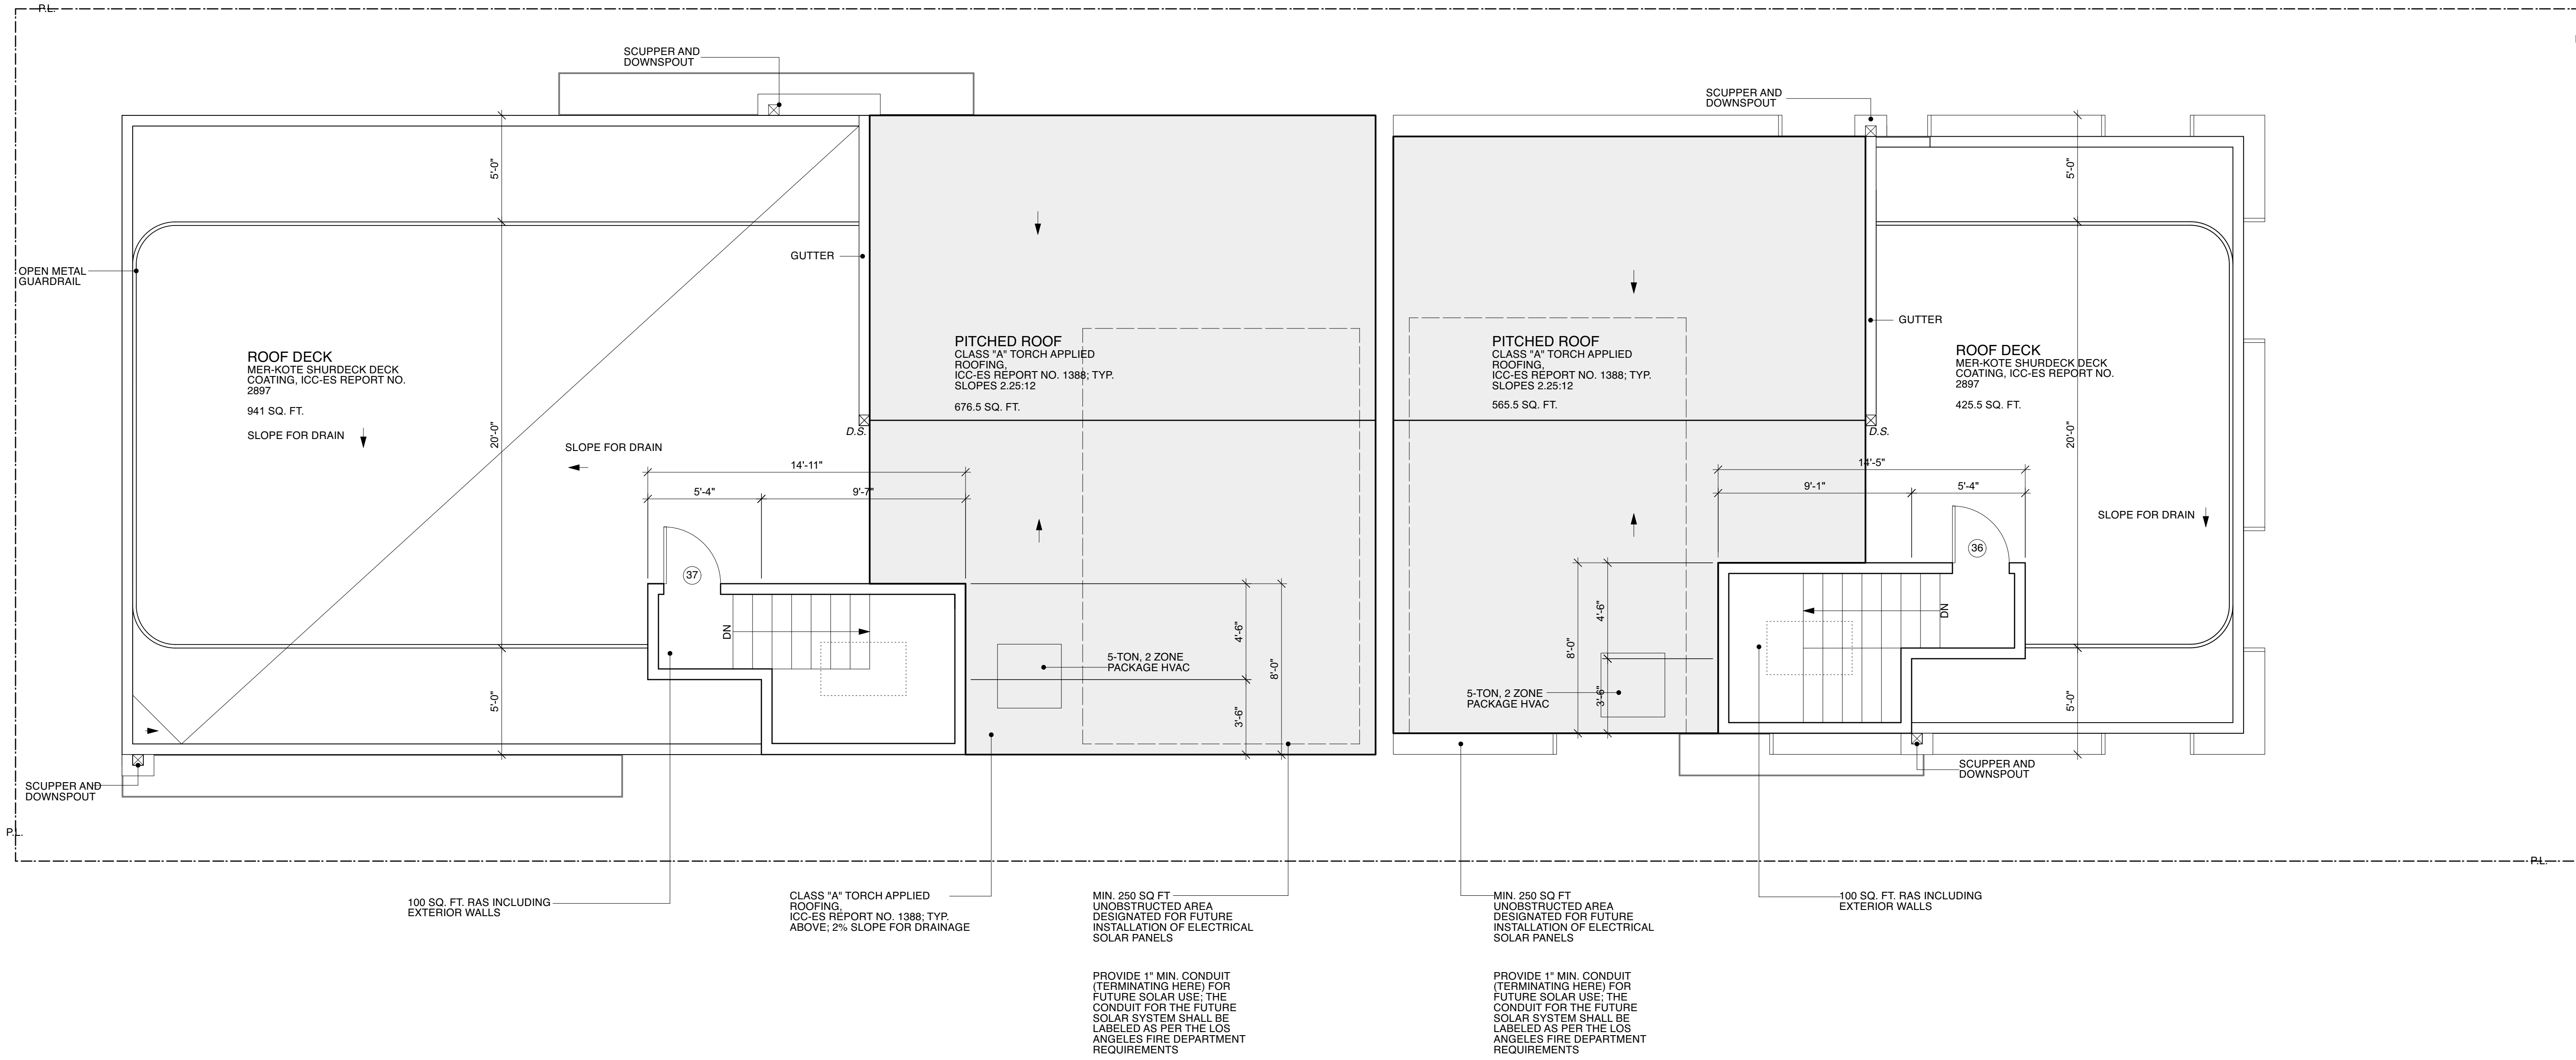 P.L.
SCUPPER AND
DOWNSPOUT
SCUPPER AND
DOWNSPOUT
5'-0"
5'-0"
GUTTER
OPEN METAL
GUARDRAIL
GUTTER
ROOF DECK
MER-KOTE SHURDECK DECK
COATING, ICC-ES REPORT NO.
2897
941 SQ. FT.
SLOPE FOR DRAIN
PITCHED ROOF
CLASS "A" TORCH APPLIED
ROOFING,
ICC-ES REPORT NO. 1388; TYP.
SLOPES 2.25:12
676.5 SQ. FT.
PITCHED ROOF
CLASS "A" TORCH APPLIED
ROOFING,
ICC-ES REPORT NO. 1388; TYP.
SLOPES 2.25:12
565.5 SQ. FT.
ROOF DECK
MER-KOTE SHURDECK DECK
COATING, ICC-ES REPORT NO.
2897
425.5 SQ. FT.
20'-0"
SLOPE FOR DRAIN
D.S.
D.S.
20'-0"
14'-11"
5'-4"
9'-7"
14'-5"
9'-1"
5'-4"
SLOPE FOR DRAIN
37
36
DN
DN
4'-6"
8'-0"
3'-6"
8'-0"
4'-6"
3'-6"
5-TON, 2 ZONE
PACKAGE HVAC
5-TON, 2 ZONE
PACKAGE HVAC
5'-0"
5'-0"
SCUPPER AND
DOWNSPOUT
SCUPPER AND
DOWNSPOUT
P.L.
P.L.
100 SQ. FT. RAS INCLUDING
EXTERIOR WALLS
CLASS "A" TORCH APPLIED
ROOFING,
ICC-ES REPORT NO. 1388; TYP.
ABOVE; 2% SLOPE FOR DRAINAGE
MIN. 250 SQ FT
UNOBSTRUCTED AREA
DESIGNATED FOR FUTURE
INSTALLATION OF ELECTRICAL
SOLAR PANELS
PROVIDE 1" MIN. CONDUIT
(TERMINATING HERE) FOR
FUTURE SOLAR USE; THE
CONDUIT FOR THE FUTURE
SOLAR SYSTEM SHALL BE
LABELED AS PER THE LOS
ANGELES FIRE DEPARTMENT
REQUIREMENTS
MIN. 250 SQ FT
UNOBSTRUCTED AREA
DESIGNATED FOR FUTURE
INSTALLATION OF ELECTRICAL
SOLAR PANELS
PROVIDE 1" MIN. CONDUIT
(TERMINATING HERE) FOR
FUTURE SOLAR USE; THE
CONDUIT FOR THE FUTURE
SOLAR SYSTEM SHALL BE
LABELED AS PER THE LOS
ANGELES FIRE DEPARTMENT
REQUIREMENTS
100 SQ. FT. RAS INCLUDING
EXTERIOR WALLS